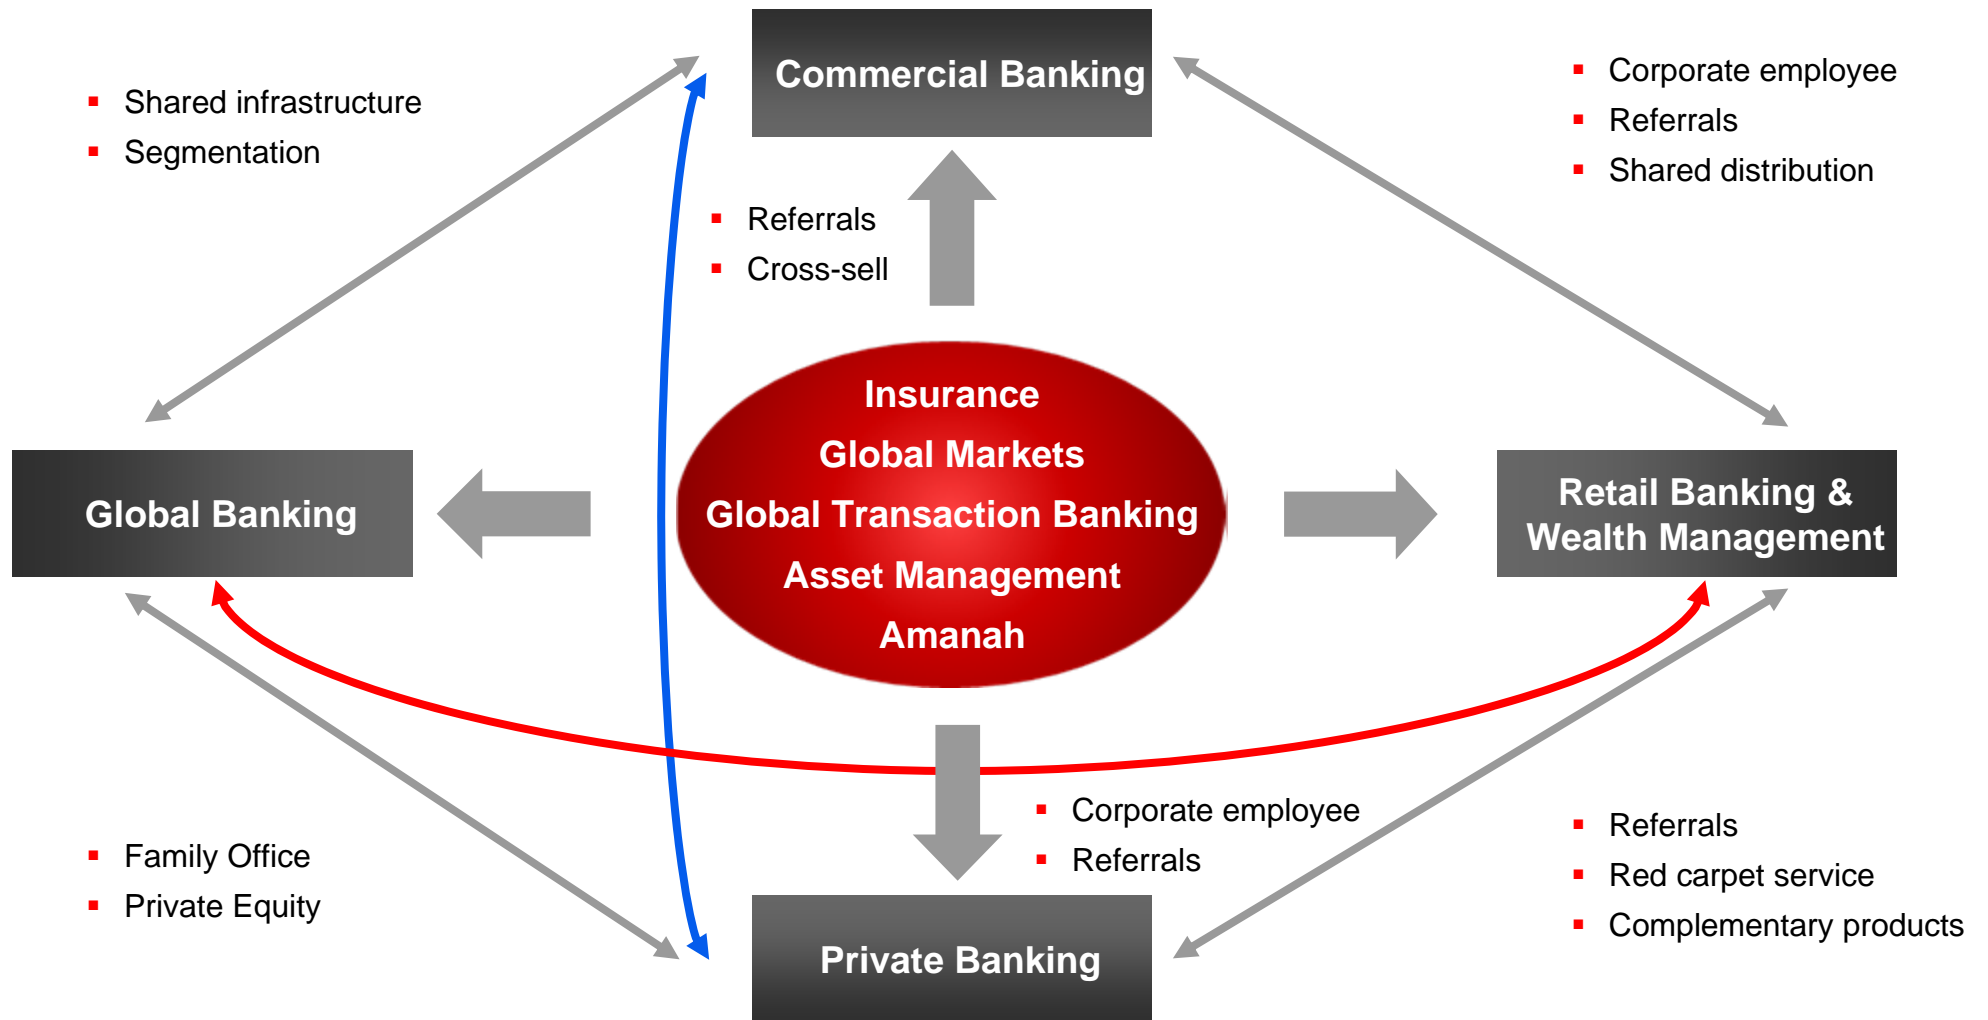 Commercial Banking
Shared infrastructure
Segmentation
Corporate employee
Referrals
Shared distribution
Referrals
Cross-sell
Insurance
Global Markets
Global Transaction Banking
Asset Management
Amanah
Global Banking
Retail Banking &
Wealth Management
Corporate employee
Referrals
Family Office
Private Equity
Referrals
Red carpet service
Complementary products
Private Banking